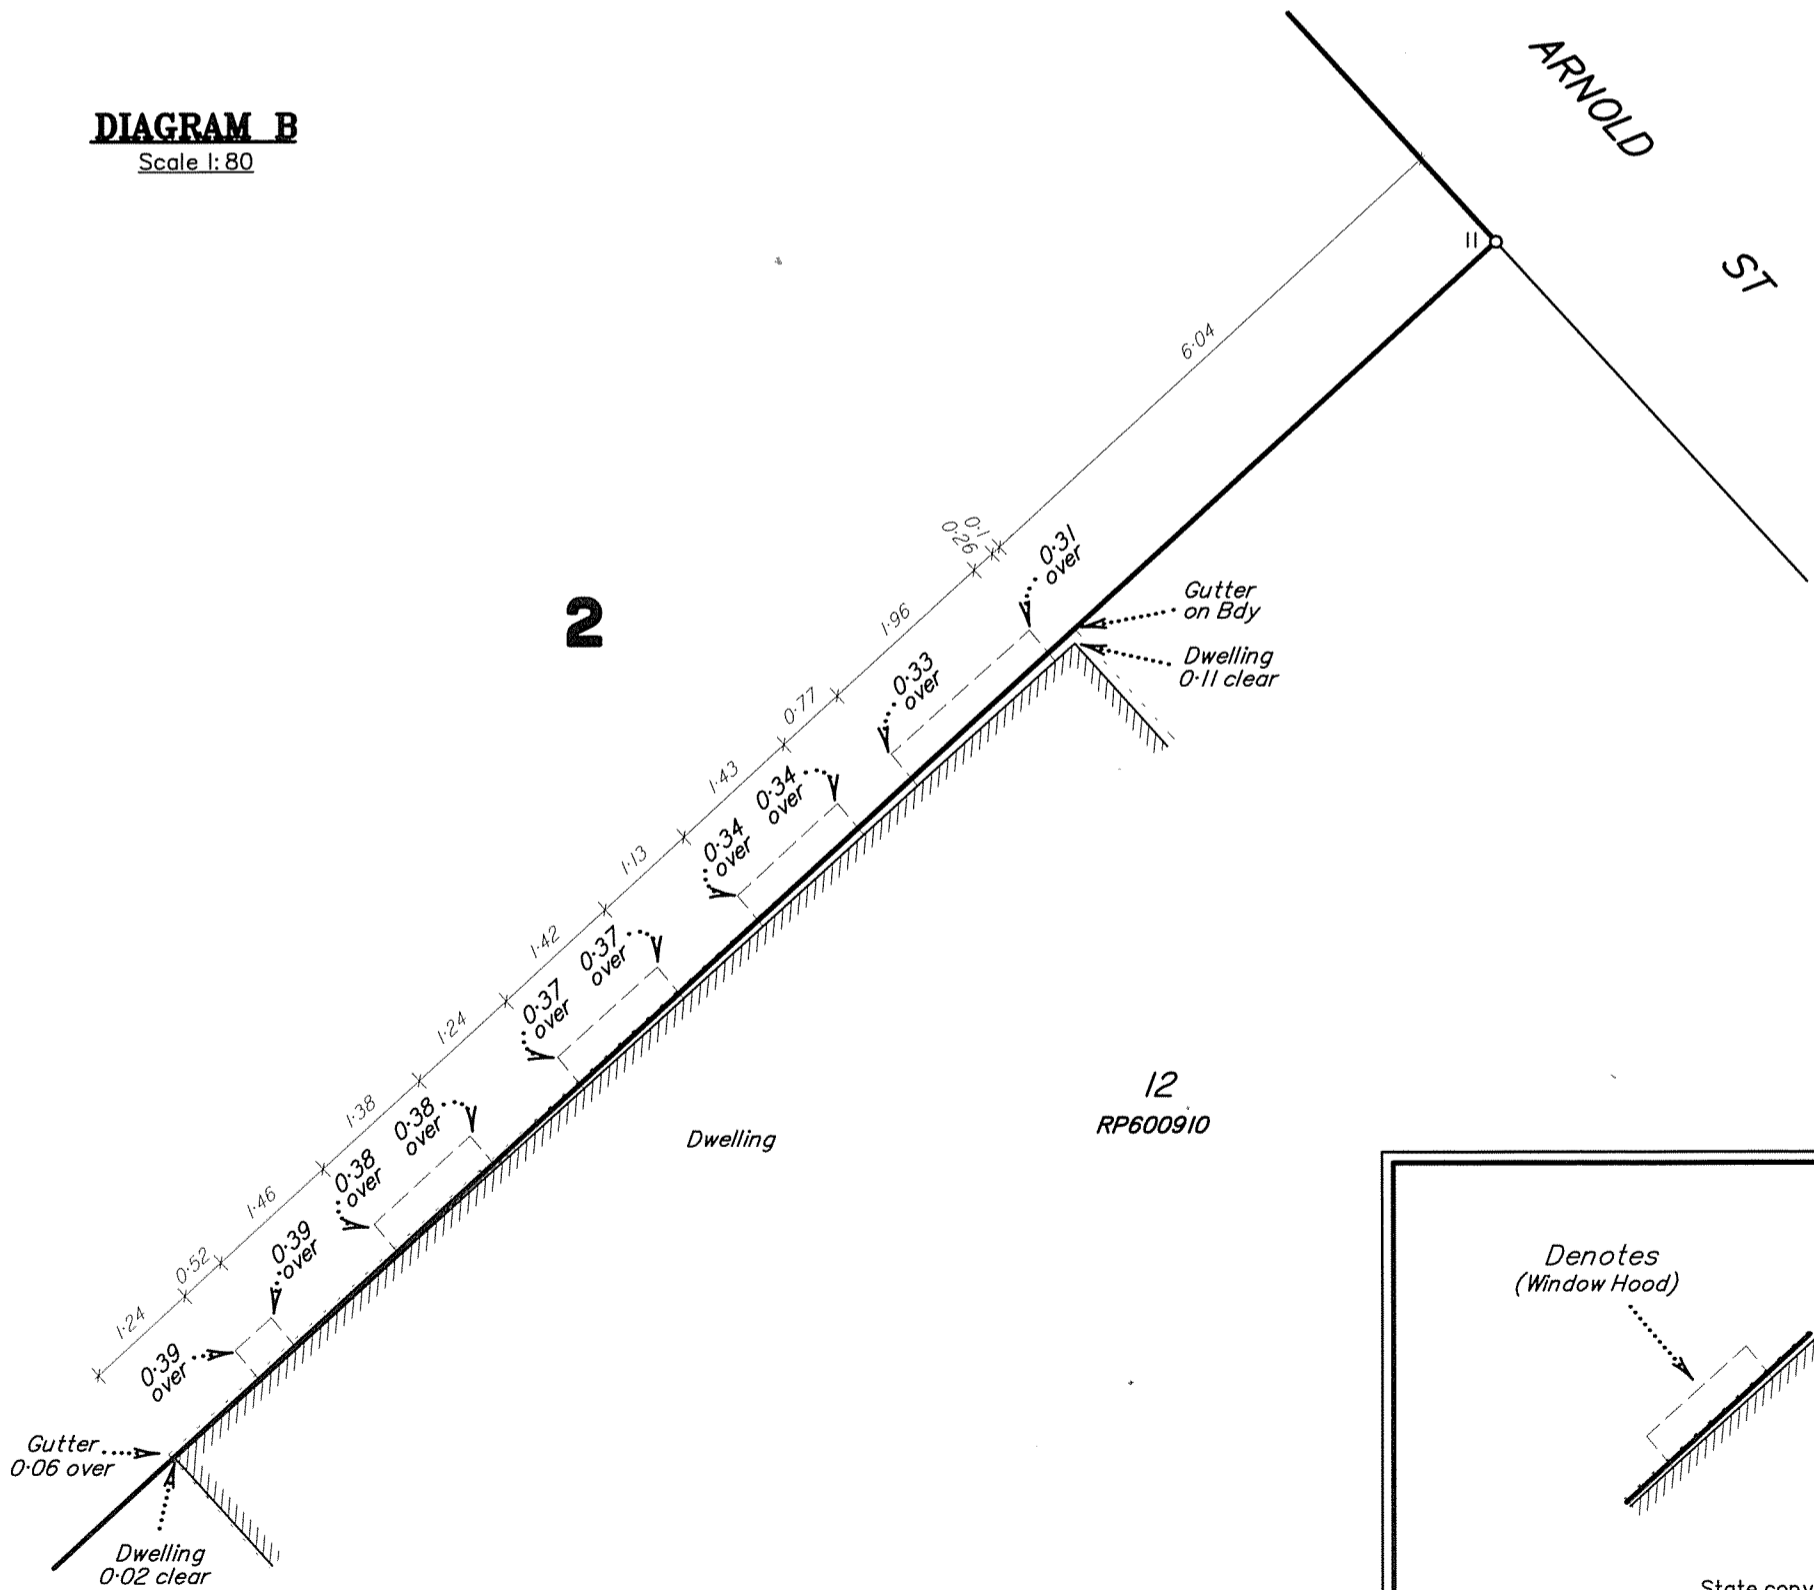 DIAGRAM B
Scale 1:80
ARNOLD
ST
11
6·04
0·1
0·26
0·31
over
Gutter
on Bdy
Dwelling
0·11 clear
2
1·96
0·33
over
0·77
1·43
0·34
over
0·34
over
1·13
1·42
0·37
over
0·37
over
1·24
12
RP600910
Dwelling
1·38
0·38
over
0·38
over
1·46
0·39
over
0·52
1·24
0·39
over
Gutter
0·06 over
Dwelling
0·02 clear
Denotes
(Window Hood)